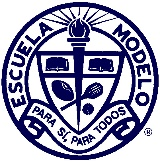 ESCUELA MODELO
PARA SÍ, PARA TODOS
®